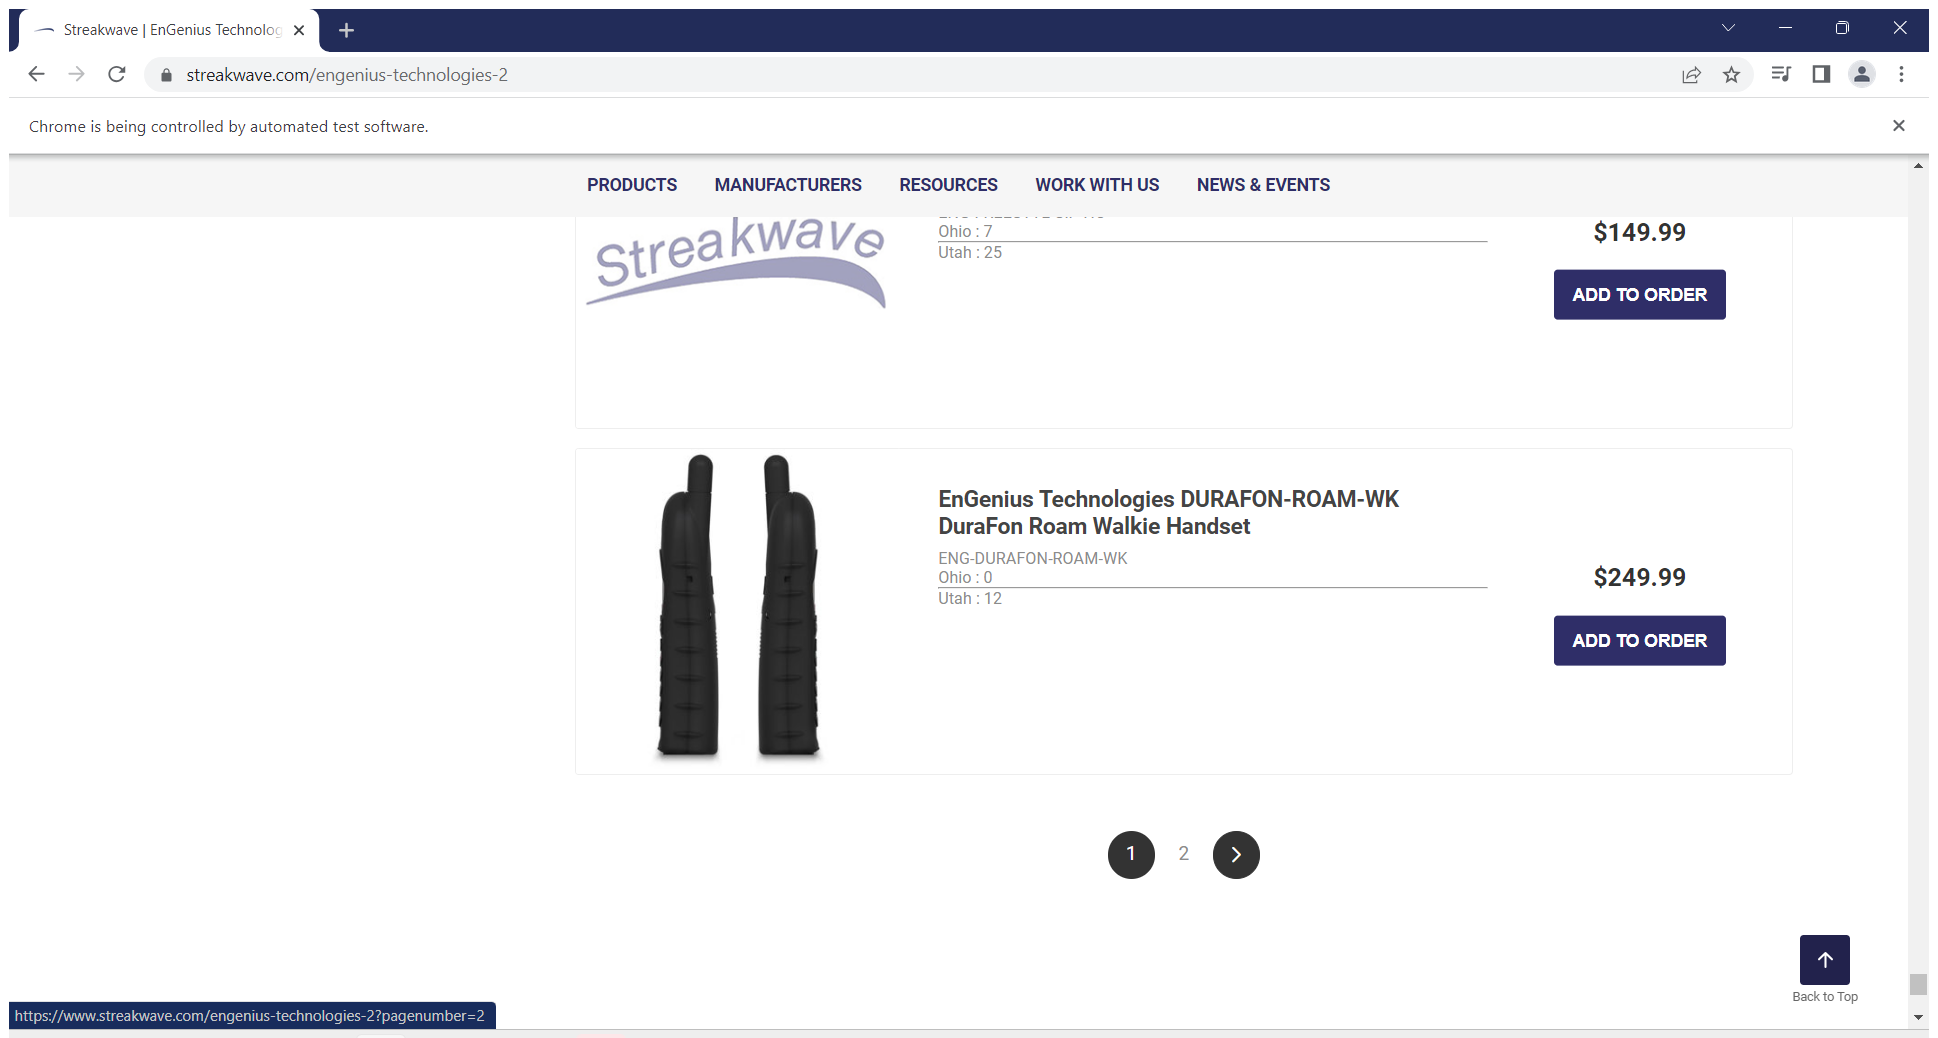 Streakwave | EnGenius Technolog
streakwave.com/engenius-technologies-2
Chrome is being controlled by automated test software.
PRODUCTS MANUFACTURERS RESOURCES WORK WITH US NEWS & EVENTS
Streakwave
Ohio : 7
Utah : 25
$149.99
ADD TO ORDER
EnGenius Technologies DURAFON-ROAM-WK
DuraFon Roam Walkie Handset
ENG-DURAFON-ROAM-WK
Ohio : 0
Utah : 12
$249.99
ADD TO ORDER
1 2
Back to Top
https://www.streakwave.com/engenius-technologies-2?pagenumber=2